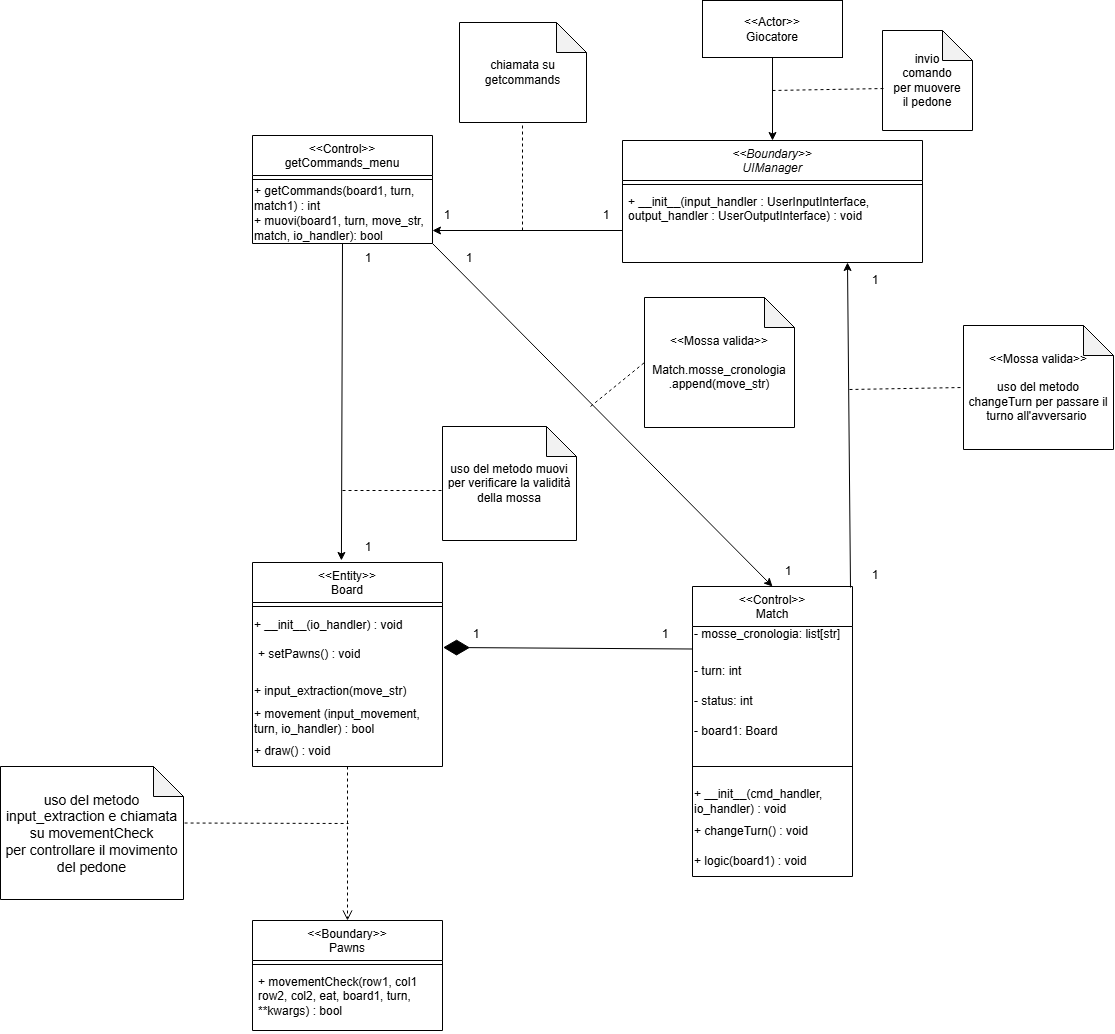 <<Actor>>
Giocatore
invio
comando
per muovere
il pedone
chiamata su
getcommands
<<Control>>
getCommands_menu
+ getCommands(board1, turn,
match1) : int
+ muovi(board1, turn, move_str,
match, io_handler): bool
<<Boundary>>
UIManager
+ __init__(input_handler : UserInputInterface,
output_handler : UserOutputInterface) : void
1
1
1
1
1
<<Mossa valida>>
Match.mosse_cronologia
.append(move_str)
<<Mossa valida>>
uso del metodo
changeTurn per passare il
turno all'avversario
uso del metodo muovi
per verificare la validità
della mossa
1
1
1
<<Entity>>
Board
+ __init__(io_handler) : void
+ setPawns() : void
+ input_extraction(move_str)
+ movement (input_movement,
turn, io_handler) : bool
+ draw() : void
1
1
<<Control>>
Match
- mosse_cronologia: list[str]
- turn: int
- status: int
- board1: Board
+ __init__(cmd_handler,
io_handler) : void
+ changeTurn() : void
+ logic(board1) : void
uso del metodo
input_extraction e chiamata
su movementCheck
per controllare il movimento
del pedone
<<Boundary>>
Pawns
+ movementCheck(row1, col1
row2, col2, eat, board1, turn,
**kwargs) : bool